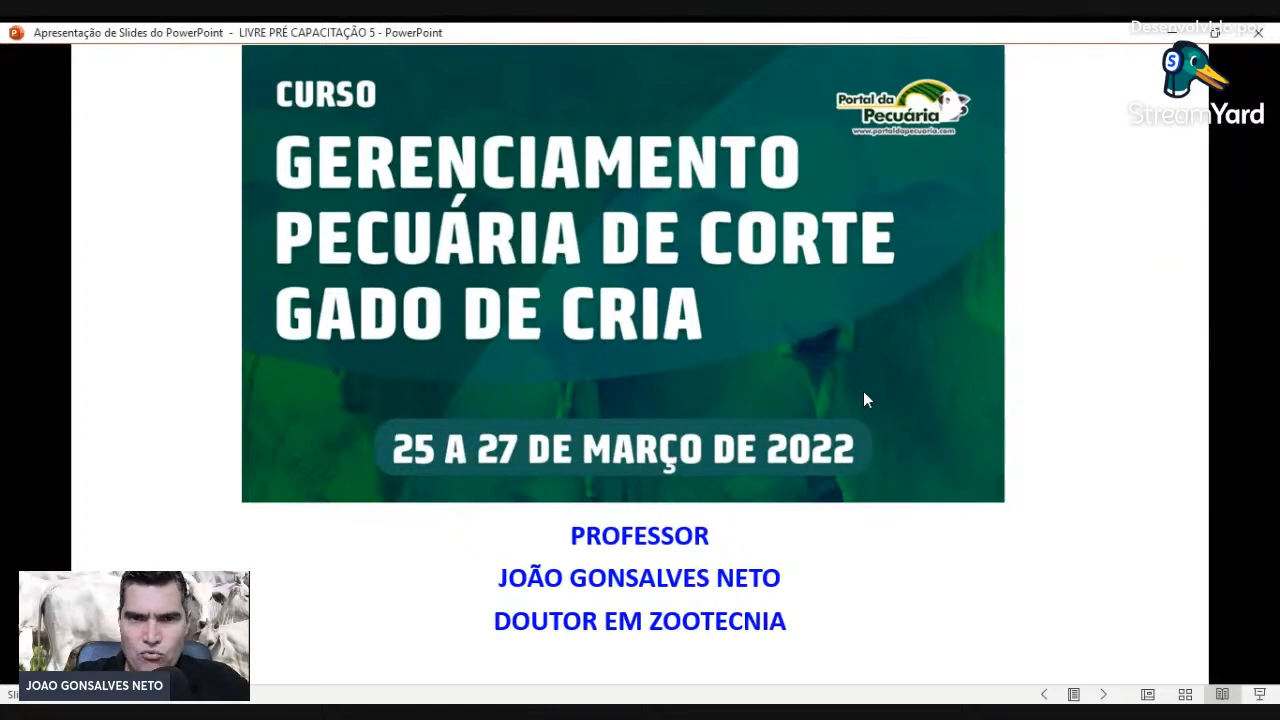 Apresentação de Slides do PowerPoint - LIVRE PRÉ CAPACITAÇÃO 5 - PowerPoint
Desenvolvido por
S
StreamYard
CURSO
Portal da
Pecuária
www.portaldapecuaria.com
GERENCIAMENTO
PECUÁRIA DE CORTE
GADO DE CRIA
25 A 27 DE MARÇO DE 2022
PROFESSOR
JOÃO GONSALVES NETO
DOUTOR EM ZOOTECNIA
JOAO GONSALVES NETO